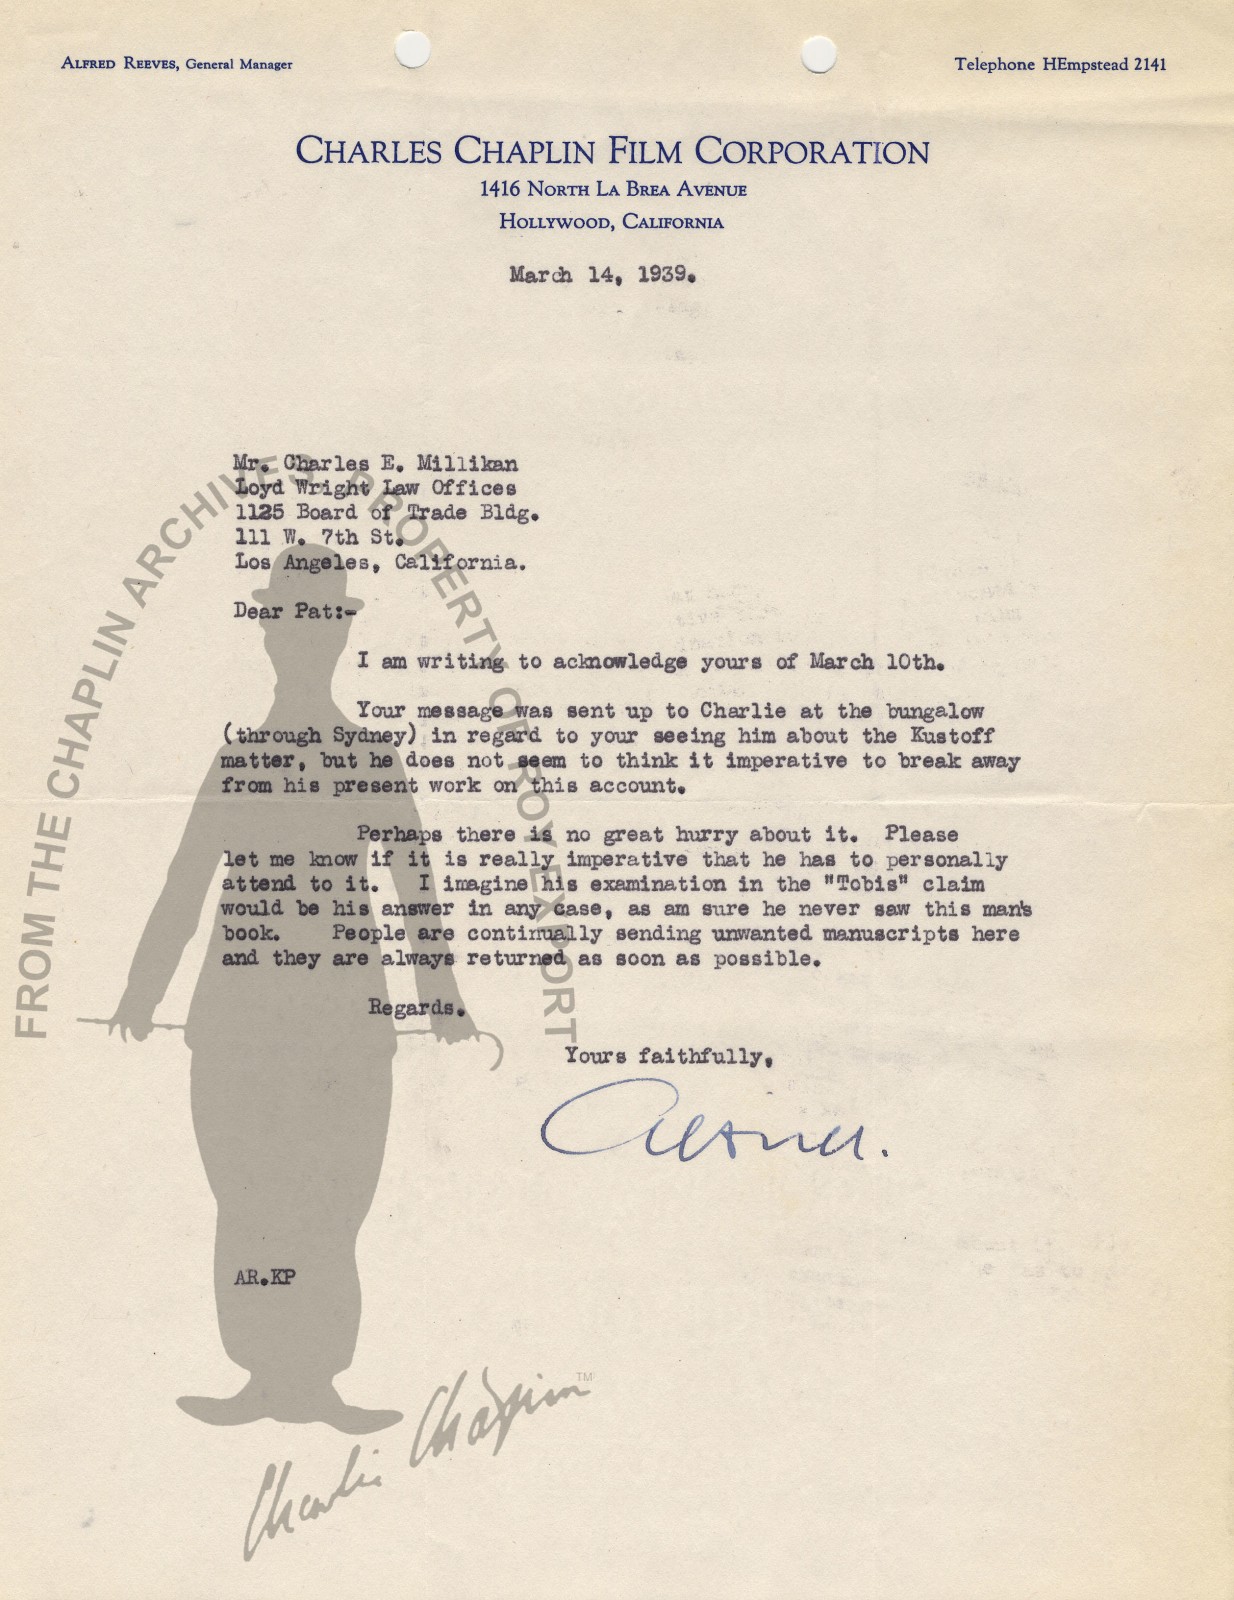 ALFRED REEVES, General Manager
Telephone HEmpstead 2141
CHARLES CHAPLIN FILM CORPORATION
1416 NORTH LA BREA AVENUE
HOLLYWOOD, CALIFORNIA
March 14, 1939.
Mr. Charles E. Millikan
Loyd Wright Law Offices
1125 Board of Trade Bldg.
111 W. 7th St.
Los Angeles, California.
Dear Pat:-
I am writing to acknowledge yours of March 10th.
Your message was sent up to Charlie at the bungalow
(through Sydney) in regard to your seeing him about the Kustoff
matter, but he does not seem to think it imperative to break away
from his present work on this account.
Perhaps there is no great hurry about it. Please
let me know if it is really imperative that he has to personally
attend to it. I imagine his examination in the "Tobis" claim
would be his answer in any case, as am sure he never saw this man's
book. People are continually sending unwanted manuscripts here
and they are always returned as soon as possible.
Regards.
Yours faithfully,
AR.KP
FROM THE CHAPLIN ARCHIVES, PROPERTY OF ROY EXPORT
Charlie Chaplin TM